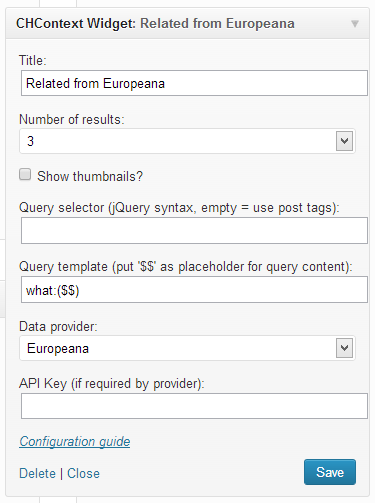 CHContext Widget: Related from Europeana
Title:
Related from Europeana
Number of results:
3
Show thumbnails?
Query selector (jQuery syntax, empty = use post tags):
Query template (put '$$' as placeholder for query content):
what:($$)
Data provider:
Europeana
API Key (if required by provider):
Configuration guide
Delete | Close
Save